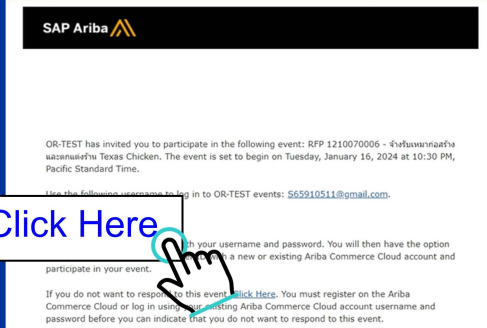 SAP Ariba
OR-TEST has invited you to participate in the following event: RFP 1210070006 - จ้างรับเหมาก่อสร้าง
และตกแต่งร้าน Texas Chicken. The event is set to begin on Tuesday, January 16, 2024 at 10:30 PM,
Pacific Standard Time.
Use the following username to log in to OR-TEST events: S65910511@gmail.com.
Click Here
your username and password. You will then have the option
a new or existing Ariba Commerce Cloud account and
participate in your event.
If you do not want to respond to this event Click Here. You must register on the Ariba
Commerce Cloud or log in using your existing Ariba Commerce Cloud account username and
password before you can indicate that you do not want to respond to this event.